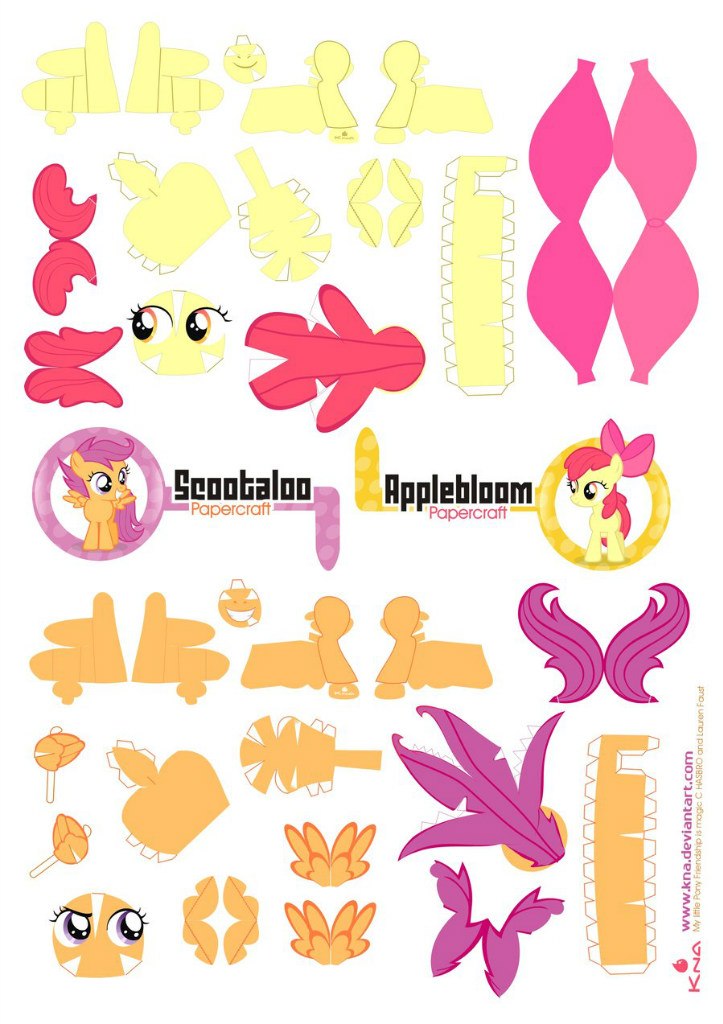 Scootaloo
Papercraft
Applebloom
Papercraft
www.kna.deviantart.com
My little Pony Friendship is magic C HASBRO and Lauren Faust
KNA